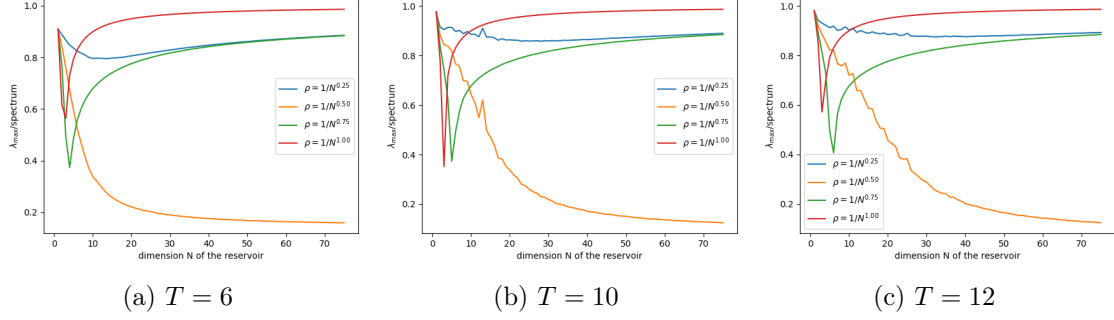 1.0
0.8
0.6
0.4
0.2
λmax/spectrum
0 10 20 30 40 50 60 70
dimension N of the reservoir
ρ = 1/N^0.25
ρ = 1/N^0.50
ρ = 1/N^0.75
ρ = 1/N^1.00
(a) T = 6
1.0
0.8
0.6
0.4
0.2
λmax/spectrum
0 10 20 30 40 50 60 70
dimension N of the reservoir
ρ = 1/N^0.25
ρ = 1/N^0.50
ρ = 1/N^0.75
ρ = 1/N^1.00
(b) T = 10
1.0
0.8
0.6
0.4
0.2
λmax/spectrum
0 10 20 30 40 50 60 70
dimension N of the reservoir
ρ = 1/N^0.25
ρ = 1/N^0.50
ρ = 1/N^0.75
ρ = 1/N^1.00
(c) T = 12